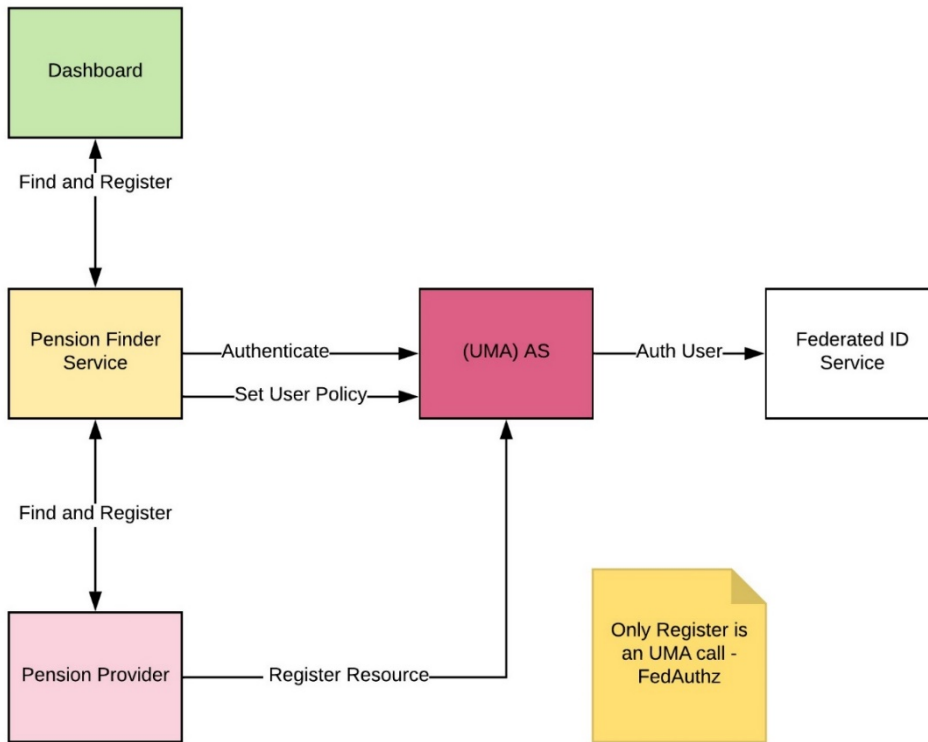 Dashboard
Find and Register
Pension Finder
Service
Authenticate
Set User Policy
(UMA) AS
Auth User
Federated ID
Service
Find and Register
Pension Provider
Register Resource
Only Register is
an UMA call -
FedAuthz